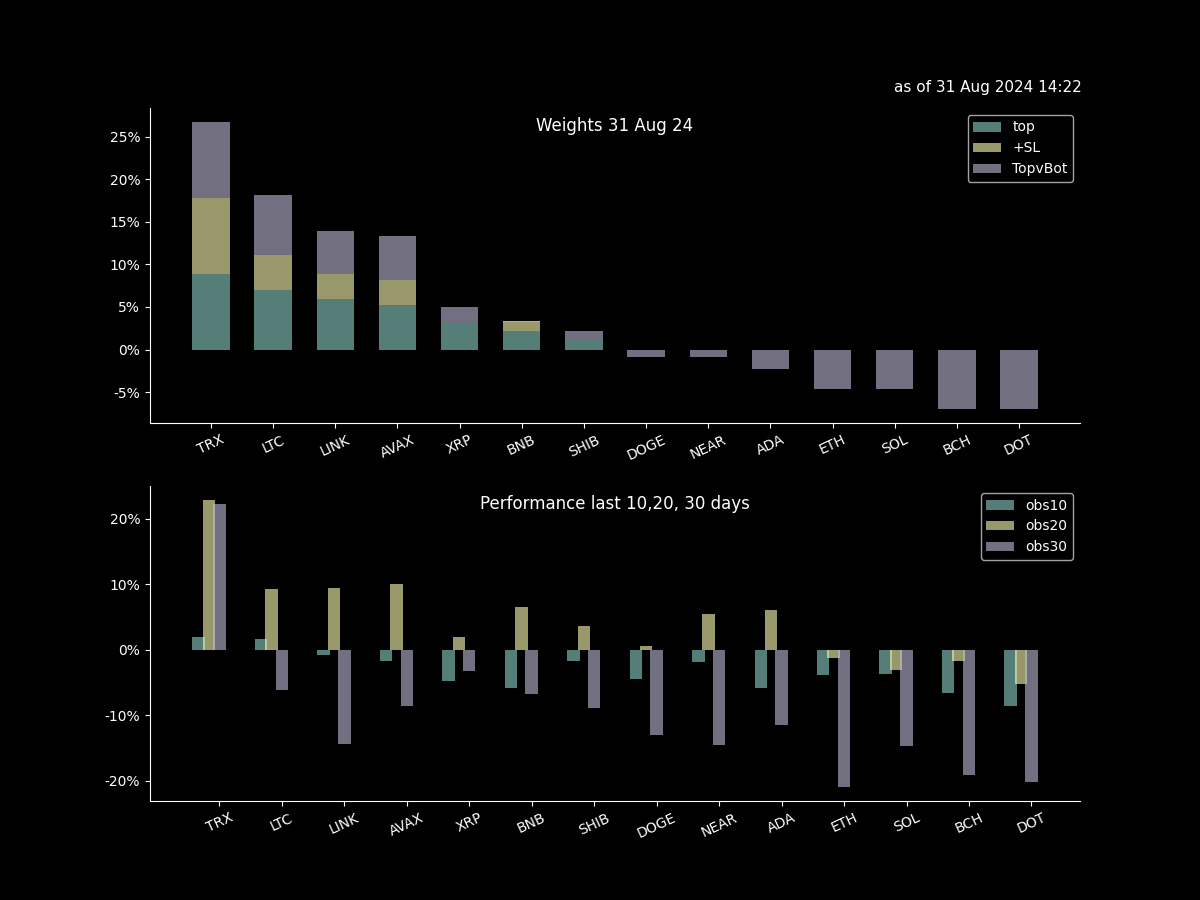 as of 31 Aug 2024 14:22
Weights 31 Aug 24
top
+SL
TopvBot
25%
20%
15%
10%
5%
0%
-5%
TRX LTC LINK AVAX XRP BNB SHIB DOGE NEAR ADA ETH SOL BCH DOT
Performance last 10,20, 30 days
obs10
obs20
obs30
20%
10%
0%
-10%
-20%
TRX LTC LINK AVAX XRP BNB SHIB DOGE NEAR ADA ETH SOL BCH DOT